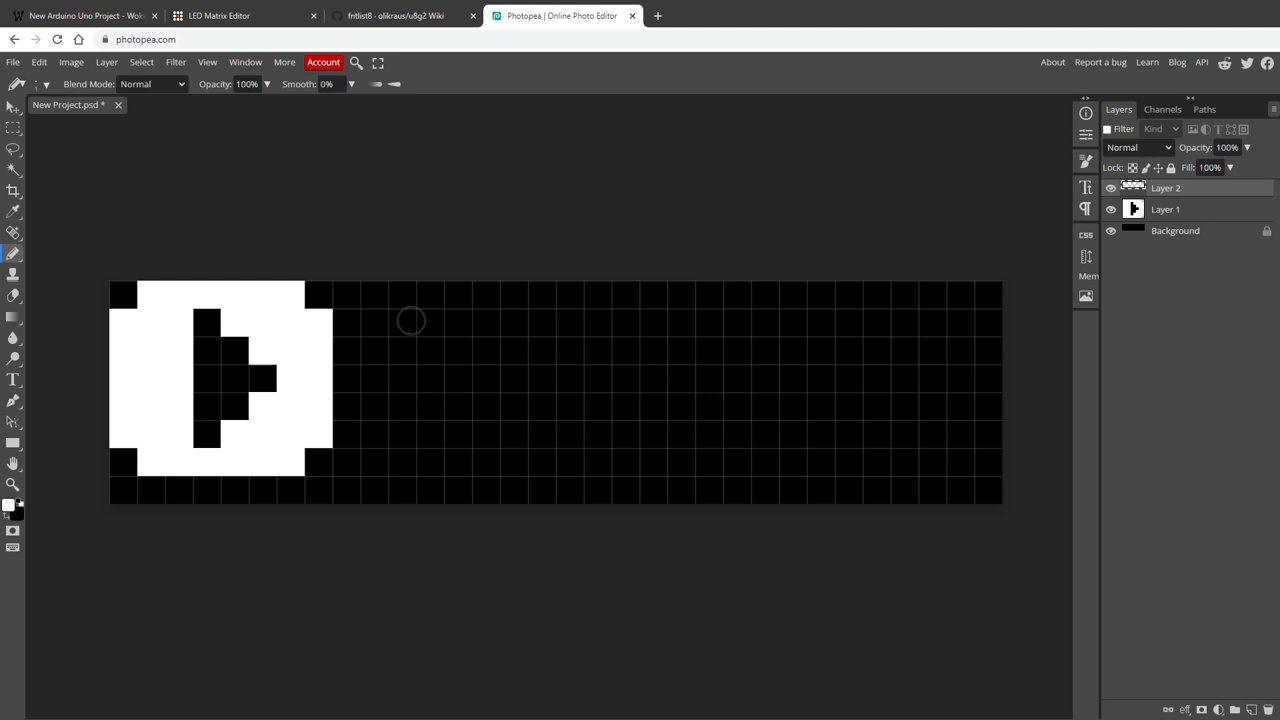 New Arduino Uno Project - Wok
LED Matrix Editor
fntlist8 · olikraus/u8g2 Wiki
Photopea | Online Photo Editor
photopea.com
File Edit Image Layer Select Filter View Window More Account
About Report a bug Learn Blog API
1 Blend Mode: Normal Opacity: 100% Smooth: 0%
New Project.psd *
Layers Channels Paths
Filter Kind
Normal Opacity: 100%
Lock: Fill: 100%
Layer 2
Layer 1
Background
CSS
Mem
eff